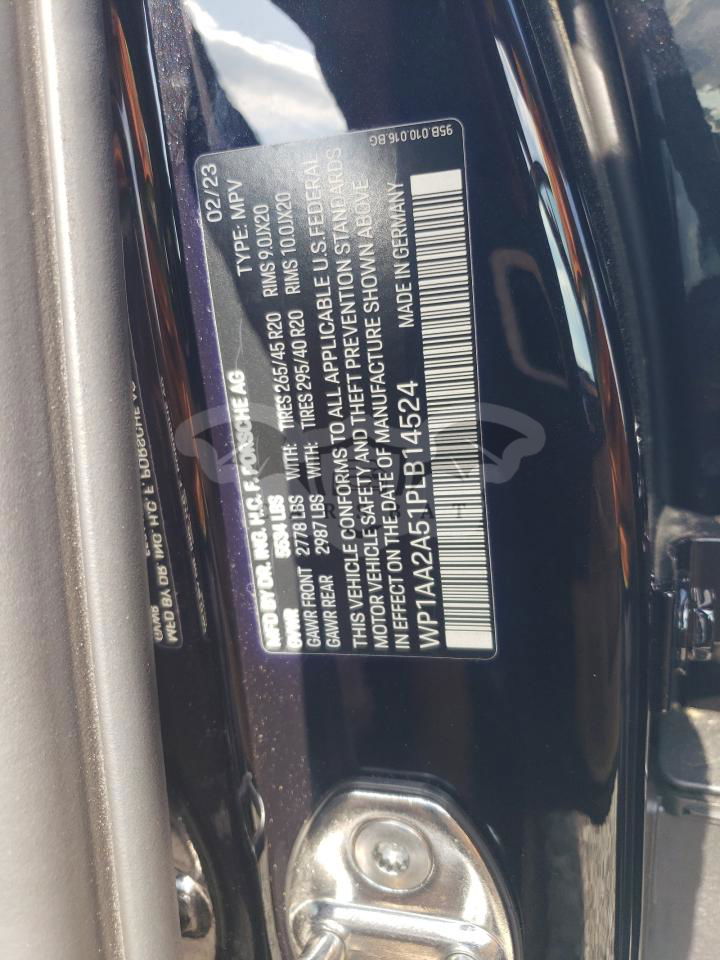 MFD BY DR. ING. H.C. F. PORSCHE AG 02/23
GVWR 5534 LBS TYPE: MPV
GAWR FRONT 2778 LBS WITH: TIRES 265/45 R20 RIMS 9.0JX20
GAWR REAR 2987 LBS WITH: TIRES 295/40 R20 RIMS 10.0JX20
THIS VEHICLE CONFORMS TO ALL APPLICABLE U.S. FEDERAL
MOTOR VEHICLE SAFETY AND THEFT PREVENTION STANDARDS
IN EFFECT ON THE DATE OF MANUFACTURE SHOWN ABOVE
WP1AA2A51PLB14524 MADE IN GERMANY
95B.010.016.BG